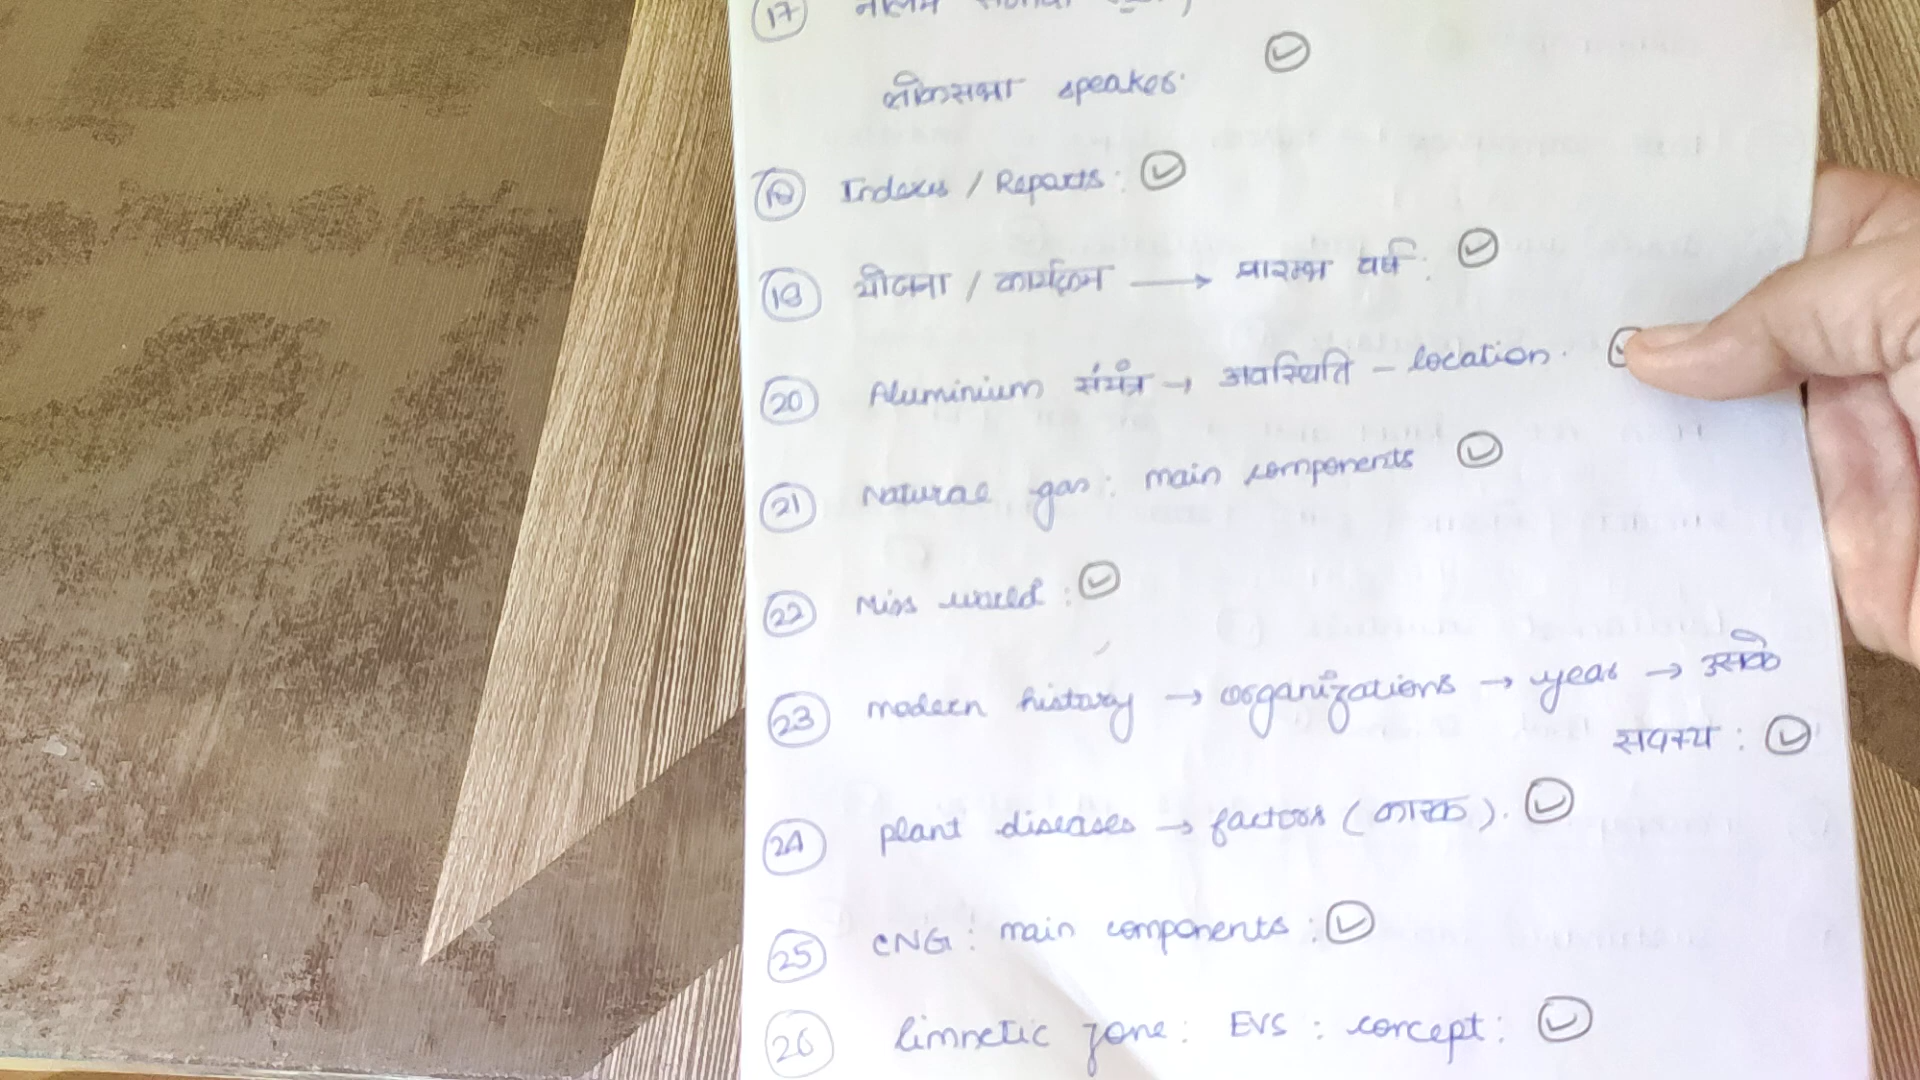 17
लोकसभा speaker.
18 Indexes / Reports :
19 योजना / कार्यक्रम → प्रारम्भ वर्ष :
20 Aluminium संयंत्र → अवस्थिति - location.
21 Natural gas : main components
22 Miss world :
23 modern history → organizations → year → उसके
सदस्य :
24 plant diseases → factors (कारक).
25 CNG : main components :
26 limnetic zone : EVS : concept :